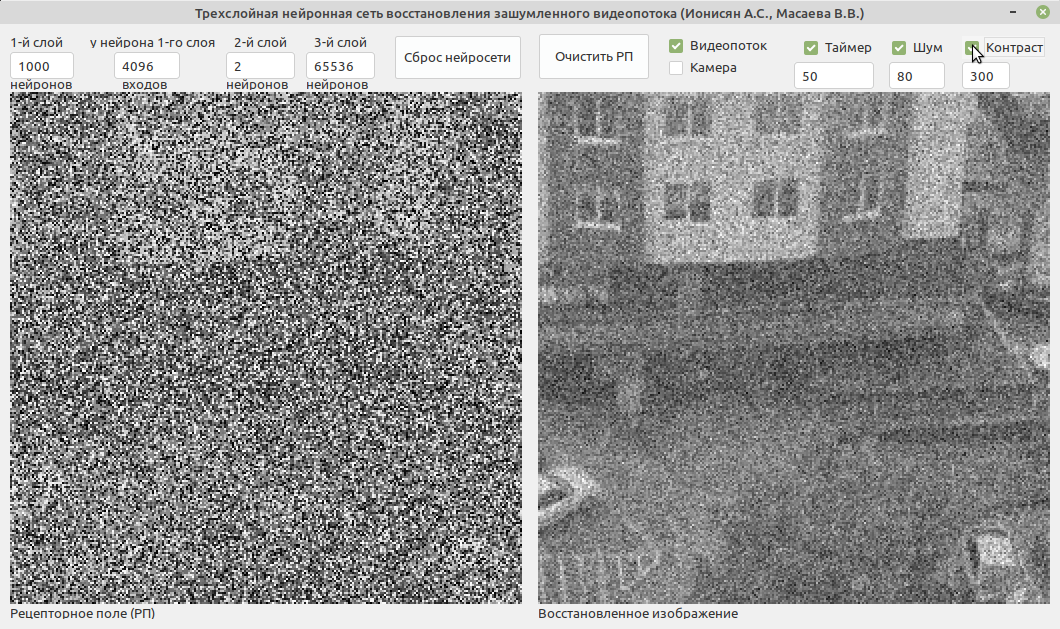 Трехслойная нейронная сеть восстановления зашумленного видеопотока (Ионисян А.С., Масаева В.В.)
1-й слой у нейрона 1-го слоя 2-й слой 3-й слой
1000 4096 2 65536
нейронов входов нейронов нейронов
Сброс нейросети
Очистить РП
Видеопоток
Камера
Таймер Шум Контраст
50 80 300
Рецепторное поле (РП)
Восстановленное изображение